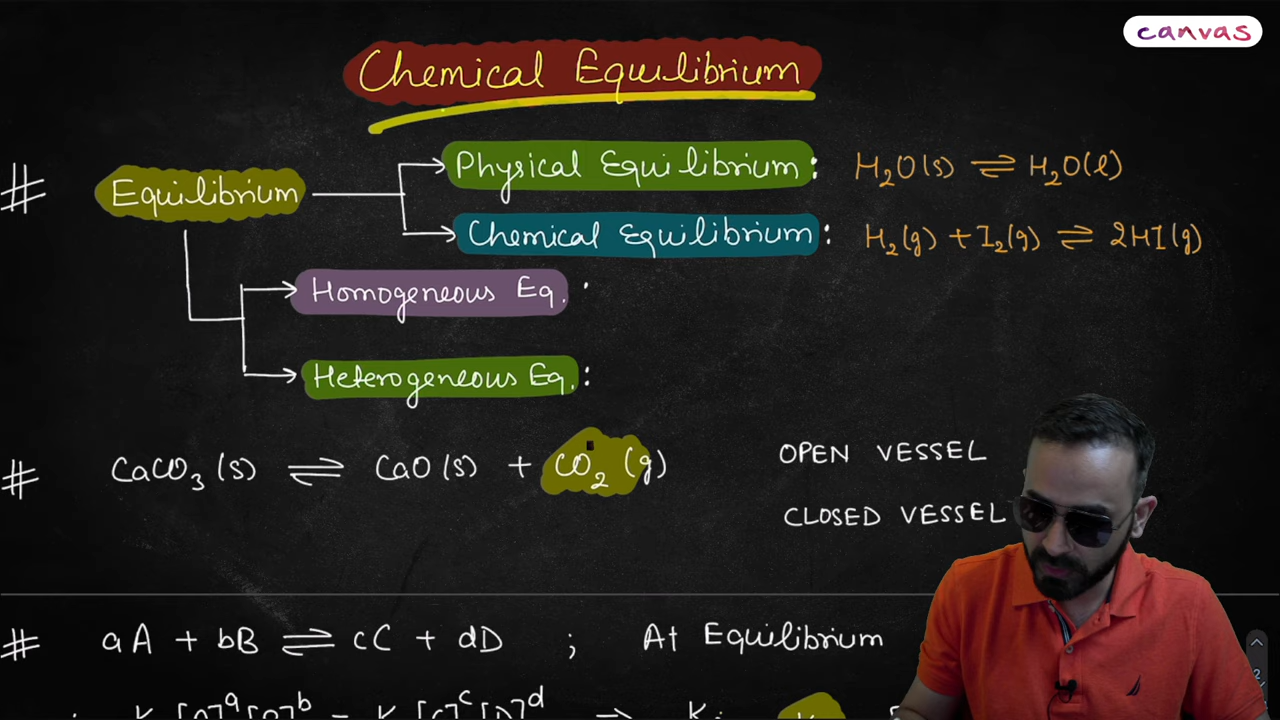 canvas
Chemical Equilibrium
# Equilibrium
Physical Equilibrium : H₂O(s) ⇌ H₂O(l)
Chemical Equilibrium : H₂(g) + I₂(g) ⇌ 2HI(g)
Homogeneous Eq. :
Heterogeneous Eq. :
# CaCO₃(s) ⇌ CaO(s) + CO₂(g)
OPEN VESSEL
CLOSED VESSEL
# aA + bB ⇌ cC + dD ; At Equilibrium